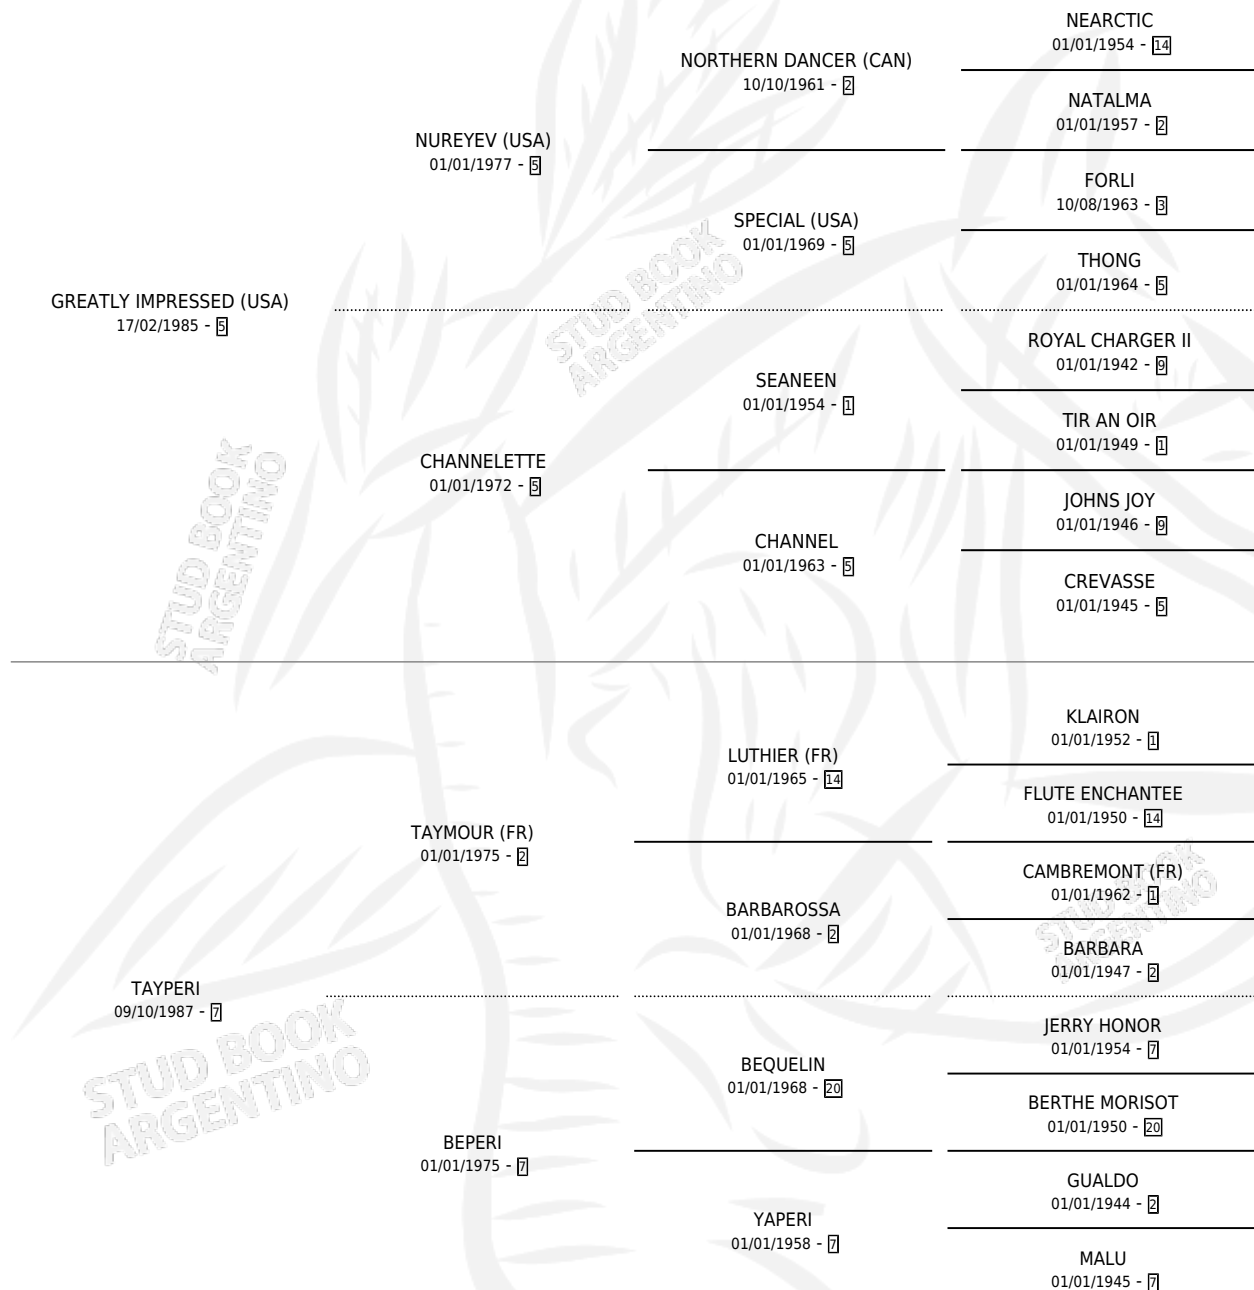 NEARCTIC
01/01/1954 - 14
NORTHERN DANCER (CAN)
10/10/1961 - 2
NATALMA
01/01/1957 - 2
NUREYEV (USA)
01/01/1977 - 5
FORLI
10/08/1963 - 3
SPECIAL (USA)
01/01/1969 - 5
THONG
01/01/1964 - 5
GREATLY IMPRESSED (USA)
17/02/1985 - 5
ROYAL CHARGER II
01/01/1942 - 9
SEANEEN
01/01/1954 - 1
TIR AN OIR
01/01/1949 - 1
CHANNELETTE
01/01/1972 - 5
JOHNS JOY
01/01/1946 - 9
CHANNEL
01/01/1963 - 5
CREVASSE
01/01/1945 - 5
KLAIRON
01/01/1952 - 1
LUTHIER (FR)
01/01/1965 - 14
FLUTE ENCHANTEE
01/01/1950 - 14
TAYMOUR (FR)
01/01/1975 - 2
CAMBREMONT (FR)
01/01/1962 - 1
BARBAROSSA
01/01/1968 - 2
BARBARA
01/01/1947 - 2
TAYPERI
09/10/1987 - 7
JERRY HONOR
01/01/1954 - 7
BEQUELIN
01/01/1968 - 20
BERTHE MORISOT
01/01/1950 - 20
BEPERI
01/01/1975 - 7
GUALDO
01/01/1944 - 2
YAPERI
01/01/1958 - 7
MALU
01/01/1945 - 7
STUD BOOK
ARGENTINO
STUD BOOK
ARGENTINO
STUD BOOK
ARGENTINO
STUD BOOK
ARGENTINO